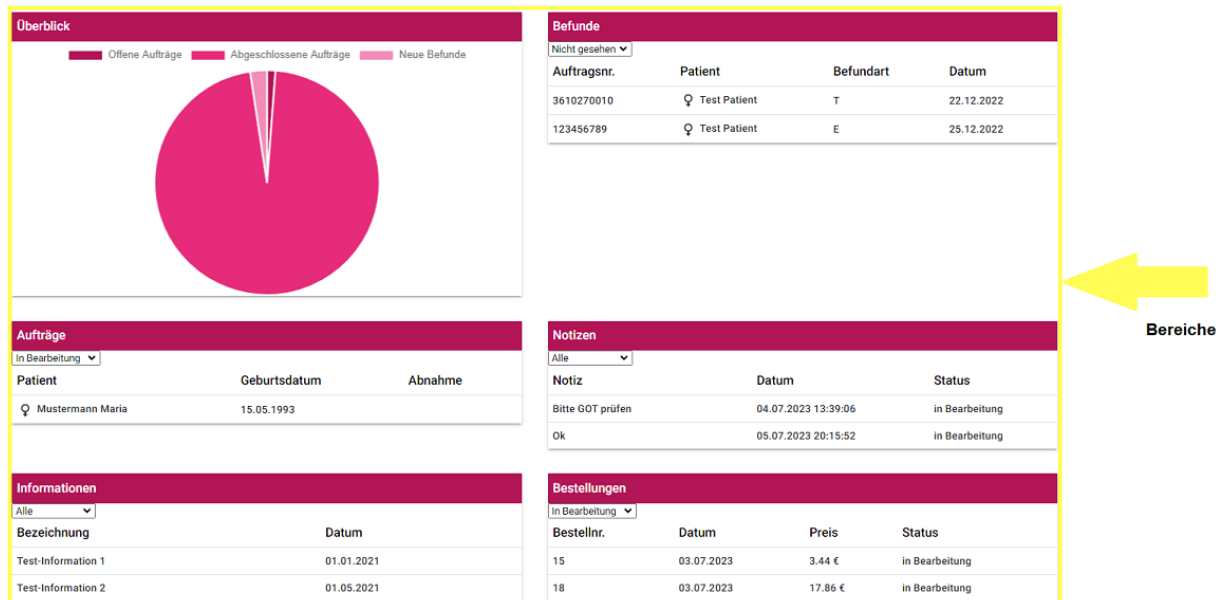 Überblick
Offene Aufträge Abgeschlossene Aufträge Neue Befunde
Befunde
Nicht gesehen
Auftragsnr. Patient Befundart Datum
3610270010 Test Patient T 22.12.2022
123456789 Test Patient E 25.12.2022
Bereiche
Aufträge
In Bearbeitung
Patient Geburtsdatum Abnahme
Mustermann Maria 15.05.1993
Notizen
Alle
Notiz Datum Status
Bitte GOT prüfen 04.07.2023 13:39:06 in Bearbeitung
Ok 05.07.2023 20:15:52 in Bearbeitung
Informationen
Alle
Bezeichnung Datum
Test-Information 1 01.01.2021
Test-Information 2 01.05.2021
Bestellungen
In Bearbeitung
Bestellnr. Datum Preis Status
15 03.07.2023 3.44 € in Bearbeitung
18 03.07.2023 17.86 € in Bearbeitung